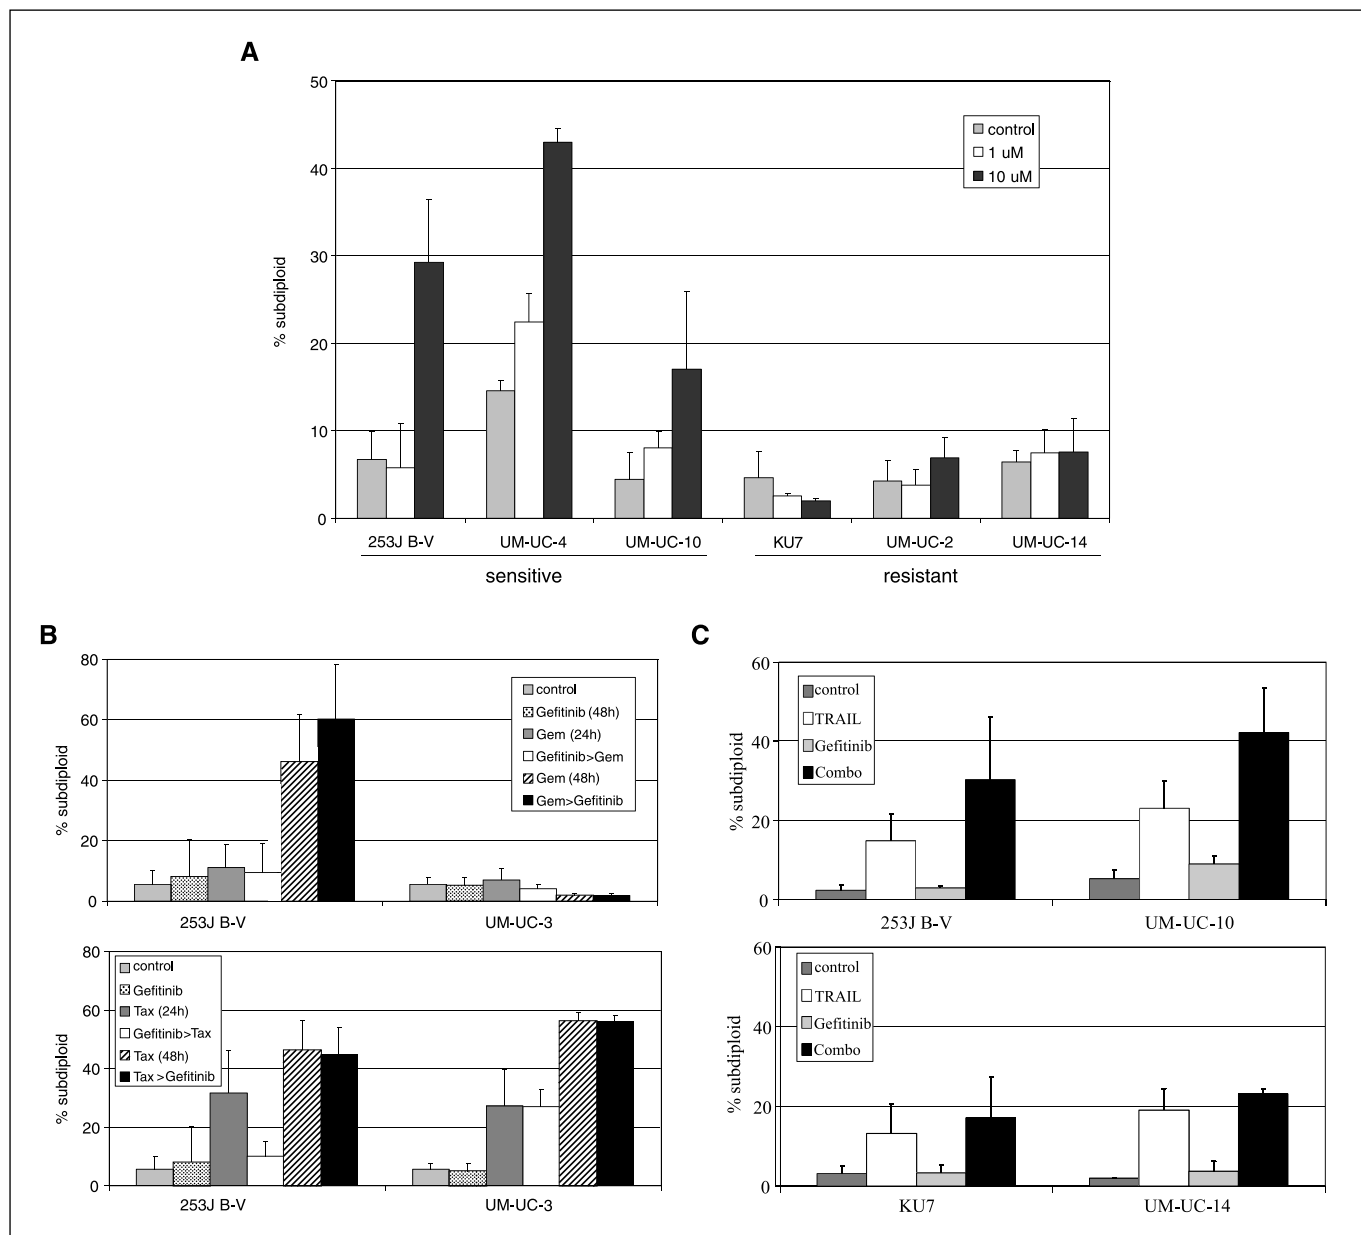 A
50
40
30
20
10
0
% subdiploid
control
1 uM
10 uM
253J B-V
UM-UC-4
UM-UC-10
KU7
UM-UC-2
UM-UC-14
sensitive
resistant
B
80
60
40
20
0
% subdiploid
control
Gefitinib (48h)
Gem (24h)
Gefitinib>Gem
Gem (48h)
Gem>Gefitinib
253J B-V
UM-UC-3
80
60
40
20
0
% subdiploid
control
Gefitinib
Tax (24h)
Gefitinib>Tax
Tax (48h)
Tax>Gefitinib
253J B-V
UM-UC-3
C
60
40
20
0
% subdiploid
control
TRAIL
Gefitinib
Combo
253J B-V
UM-UC-10
60
40
20
0
% subdiploid
control
TRAIL
Gefitinib
Combo
KU7
UM-UC-14